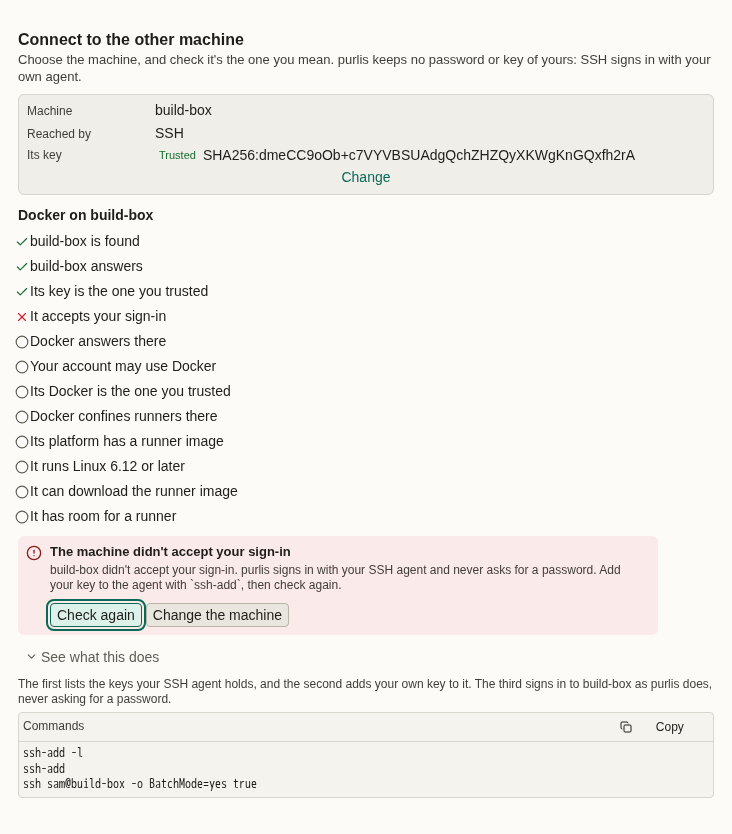 Connect to the other machine
Choose the machine, and check it's the one you mean. purlis keeps no password or key of yours: SSH signs in with your
own agent.
Machine build-box
Reached by SSH
Its key Trusted SHA256:dmeCC9oOb+c7VYVBSUAdgQchZHZQyXKWgKnGQxfh2rA
Change
Docker on build-box
build-box is found
build-box answers
Its key is the one you trusted
It accepts your sign-in
Docker answers there
Your account may use Docker
Its Docker is the one you trusted
Docker confines runners there
Its platform has a runner image
It runs Linux 6.12 or later
It can download the runner image
It has room for a runner
The machine didn't accept your sign-in
build-box didn't accept your sign-in. purlis signs in with your SSH agent and never asks for a password. Add
your key to the agent with `ssh-add`, then check again.
Check again Change the machine
See what this does
The first lists the keys your SSH agent holds, and the second adds your own key to it. The third signs in to build-box as purlis does,
never asking for a password.
Commands Copy
ssh-add -l
ssh-add
ssh sam@build-box -o BatchMode=yes true